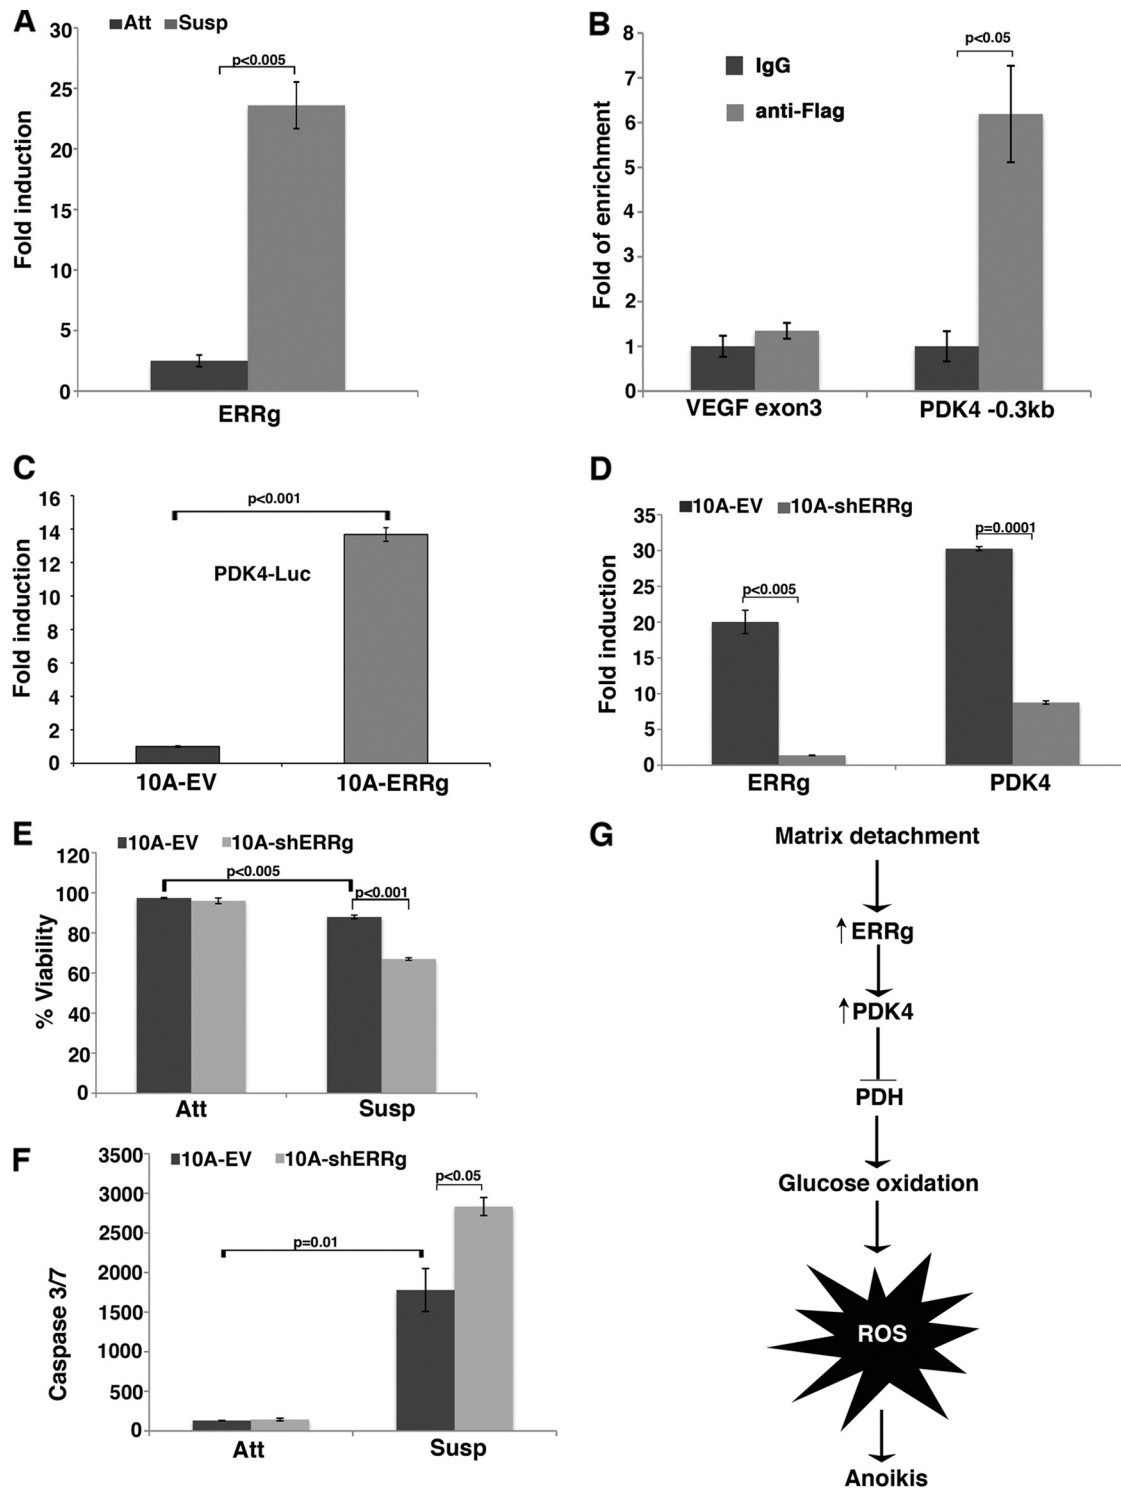 A
Att Susp
p<0.005
30
25
20
15
10
5
0
Fold induction
ERRg
B
IgG
anti-Flag
p<0.05
8
7
6
5
4
3
2
1
0
Fold of enrichment
VEGF exon3 PDK4 -0.3kb
C
p<0.001
PDK4-Luc
16
14
12
10
8
6
4
2
0
Fold induction
10A-EV 10A-ERRg
D
10A-EV 10A-shERRg
p<0.005
p=0.0001
35
30
25
20
15
10
5
0
Fold induction
ERRg PDK4
E
10A-EV 10A-shERRg
p<0.005
p<0.001
120
100
80
60
40
20
0
% Viability
Att Susp
F
10A-EV 10A-shERRg
p=0.01
p<0.05
3500
3000
2500
2000
1500
1000
500
0
Caspase 3/7
Att Susp
G
Matrix detachment
↑ERRg
↑PDK4
PDH
Glucose oxidation
ROS
Anoikis